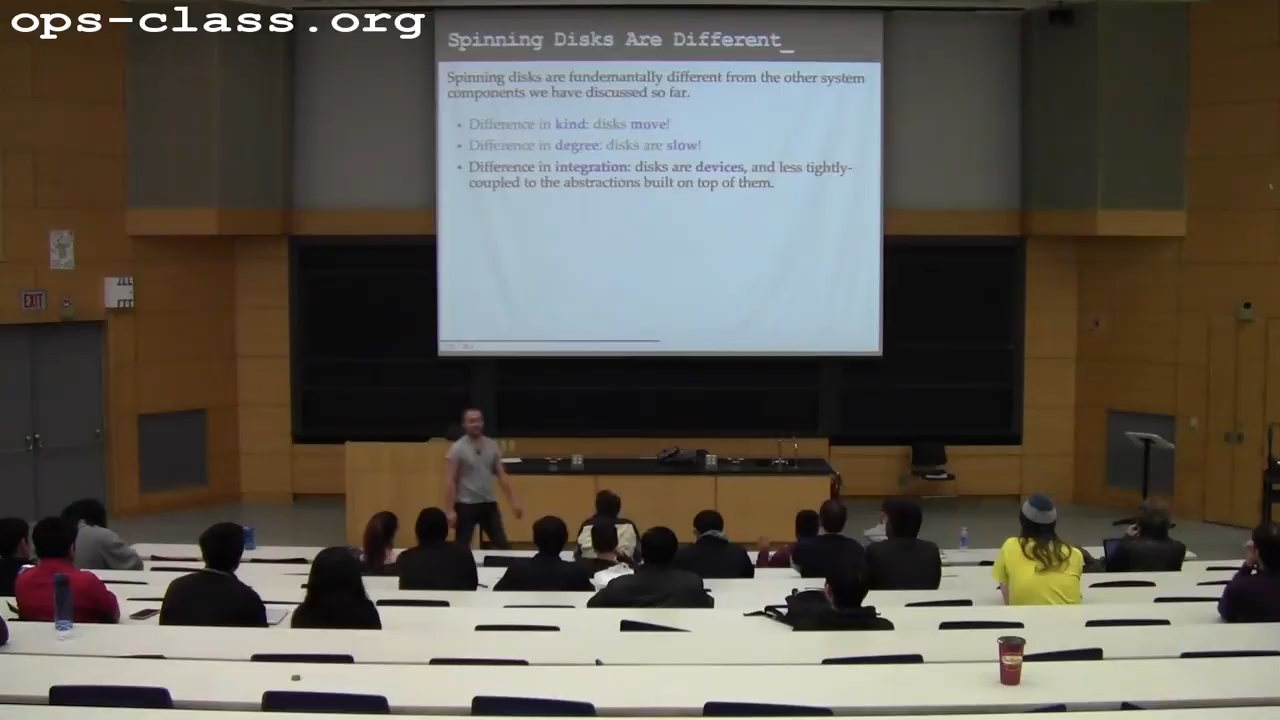 ops-class.org
Spinning Disks Are Different_
Spinning disks are fundemantally different from the other system
components we have discussed so far.
• Difference in kind: disks move!
• Difference in degree: disks are slow!
• Difference in integration: disks are devices, and less tightly-
coupled to the abstractions built on top of them.
EXIT